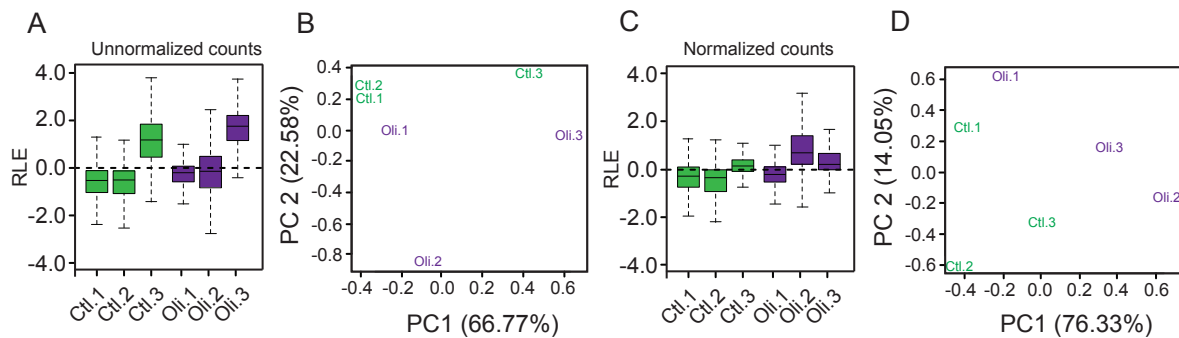 A
Unnormalized counts
RLE
4.0
2.0
0.0
-2.0
-4.0
Ctl.1
Ctl.2
Ctl.3
Oli.1
Oli.2
Oli.3
B
PC 2 (22.58%)
0.4
0.2
0.0
-0.2
-0.4
-0.6
-0.8
Ctl.3
Ctl.2
Ctl.1
Oli.1
Oli.3
Oli.2
-0.4 -0.2 0.0 0.2 0.4 0.6
PC1 (66.77%)
C
Normalized counts
RLE
4.0
2.0
0.0
-2.0
-4.0
Ctl.1
Ctl.2
Ctl.3
Oli.1
Oli.2
Oli.3
D
PC 2 (14.05%)
0.6
0.4
0.2
0.0
-0.2
-0.4
-0.6
Oli.1
Ctl.1
Oli.3
Oli.2
Ctl.3
Ctl.2
-0.4 -0.2 0.0 0.2 0.4 0.6
PC1 (76.33%)